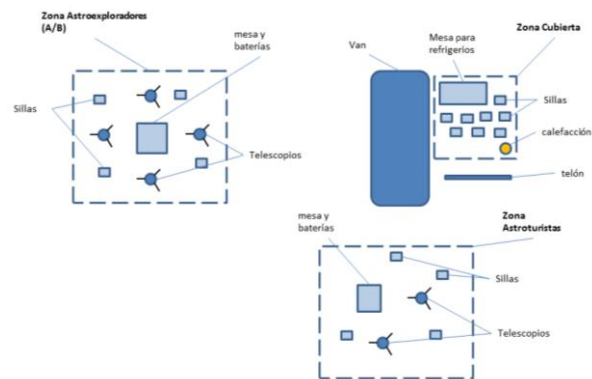 Zona Astroexploradores
(A/B)
mesa y
baterías
Sillas
Telescopios
Van
Mesa para
refrigerios
Zona Cubierta
Sillas
calefacción
telón
mesa y
baterías
Zona
Astroturistas
Sillas
Telescopios